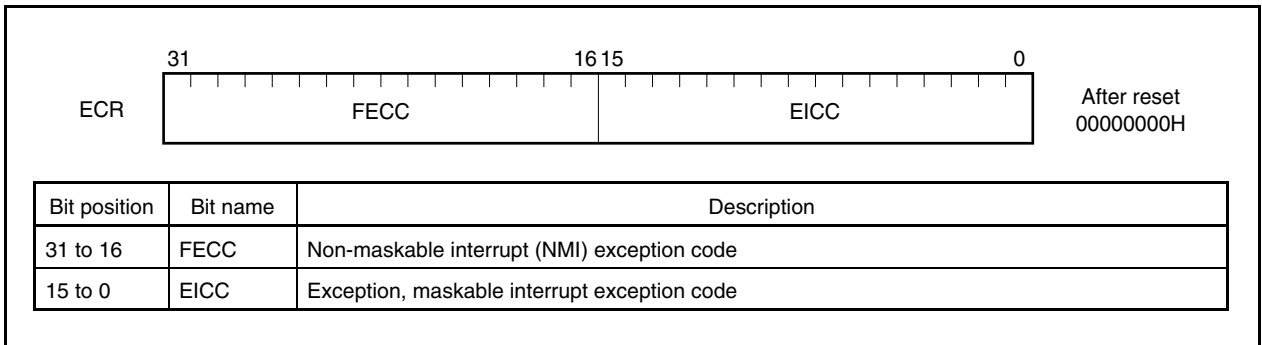 31 16 15 0
ECR FECC EICC After reset
00000000H
Bit position Bit name Description
31 to 16 FECC Non-maskable interrupt (NMI) exception code
15 to 0 EICC Exception, maskable interrupt exception code